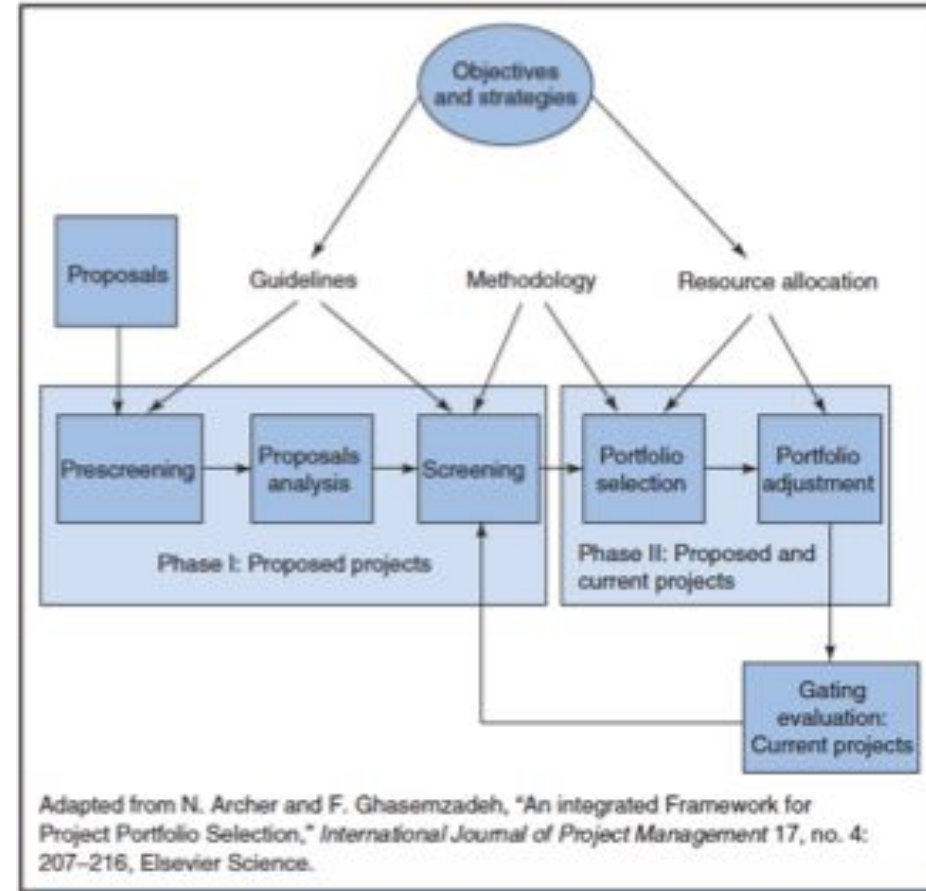 Objectives
and strategies
Proposals
Guidelines
Methodology
Resource allocation
Prescreening
Proposals
analysis
Screening
Portfolio
selection
Portfolio
adjustment
Phase I: Proposed projects
Phase II: Proposed and
current projects
Gating
evaluation:
Current projects
Adapted from N. Archer and F. Ghasemzadeh, "An integrated Framework for
Project Portfolio Selection," International Journal of Project Management 17, no. 4:
207–216, Elsevier Science.